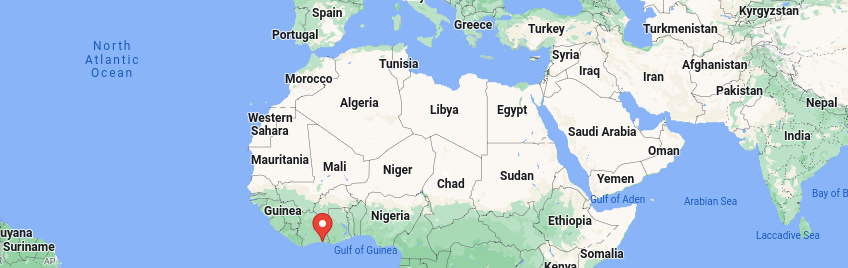 Kyrgyzstan
Spain
Greece
Turkey
Turkmenistan
Portugal
North
Atlantic
Ocean
Tunisia
Syria
Afghanistan
Iraq
Iran
Morocco
Pakistan
Algeria
Libya
Egypt
Nepal
Western
Sahara
Saudi Arabia
India
Oman
Mauritania
Mali
Niger
Chad
Sudan
Yemen
Bay of B
Gulf of Aden
Arabian Sea
Guinea
Nigeria
Ethiopia
uyana
Suriname
Laccadive Sea
Gulf of Guinea
Somalia
AP
Kenya